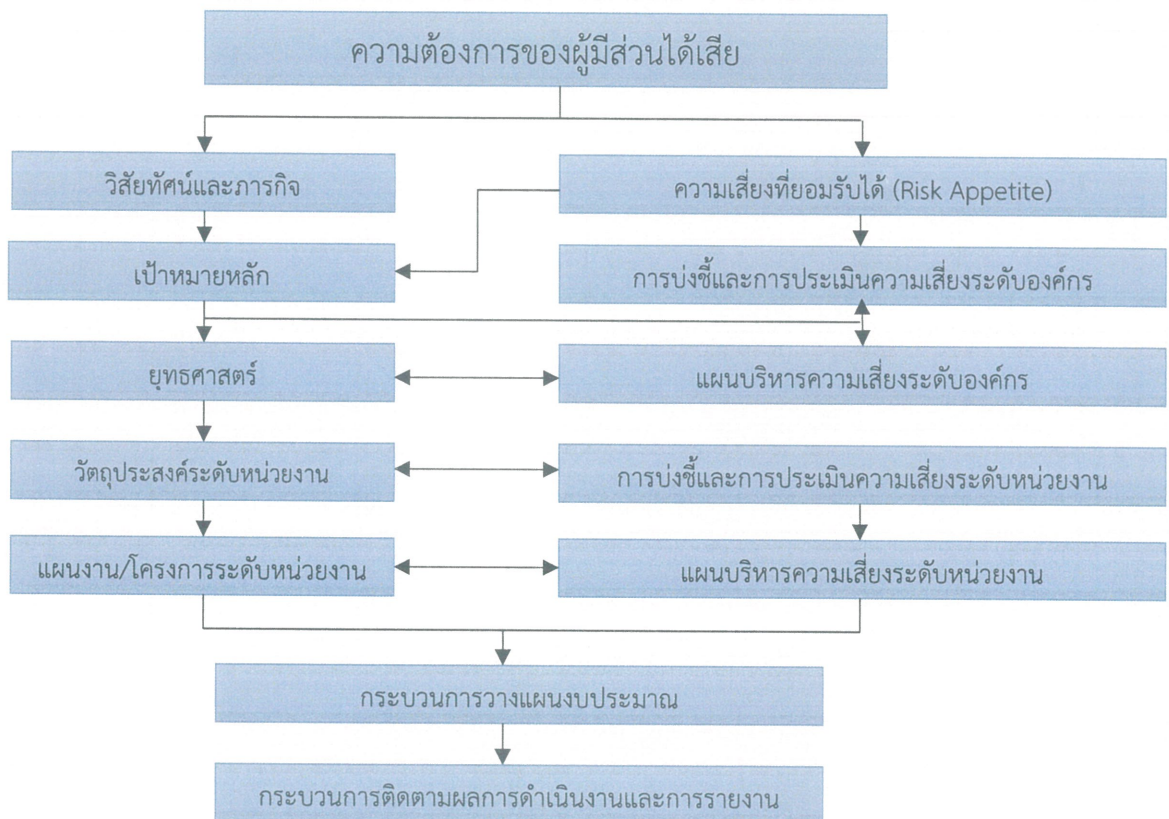 ความต้องการของผู้มีส่วนได้เสีย
วิสัยทัศน์และภารกิจ
ความเสี่ยงที่ยอมรับได้ (Risk Appetite)
เป้าหมายหลัก
การบ่งชี้และการประเมินความเสี่ยงระดับองค์กร
ยุทธศาสตร์
แผนบริหารความเสี่ยงระดับองค์กร
วัตถุประสงค์ระดับหน่วยงาน
การบ่งชี้และการประเมินความเสี่ยงระดับหน่วยงาน
แผนงาน/โครงการระดับหน่วยงาน
แผนบริหารความเสี่ยงระดับหน่วยงาน
กระบวนการวางแผนงบประมาณ
กระบวนการติดตามผลการดำเนินงานและการรายงาน